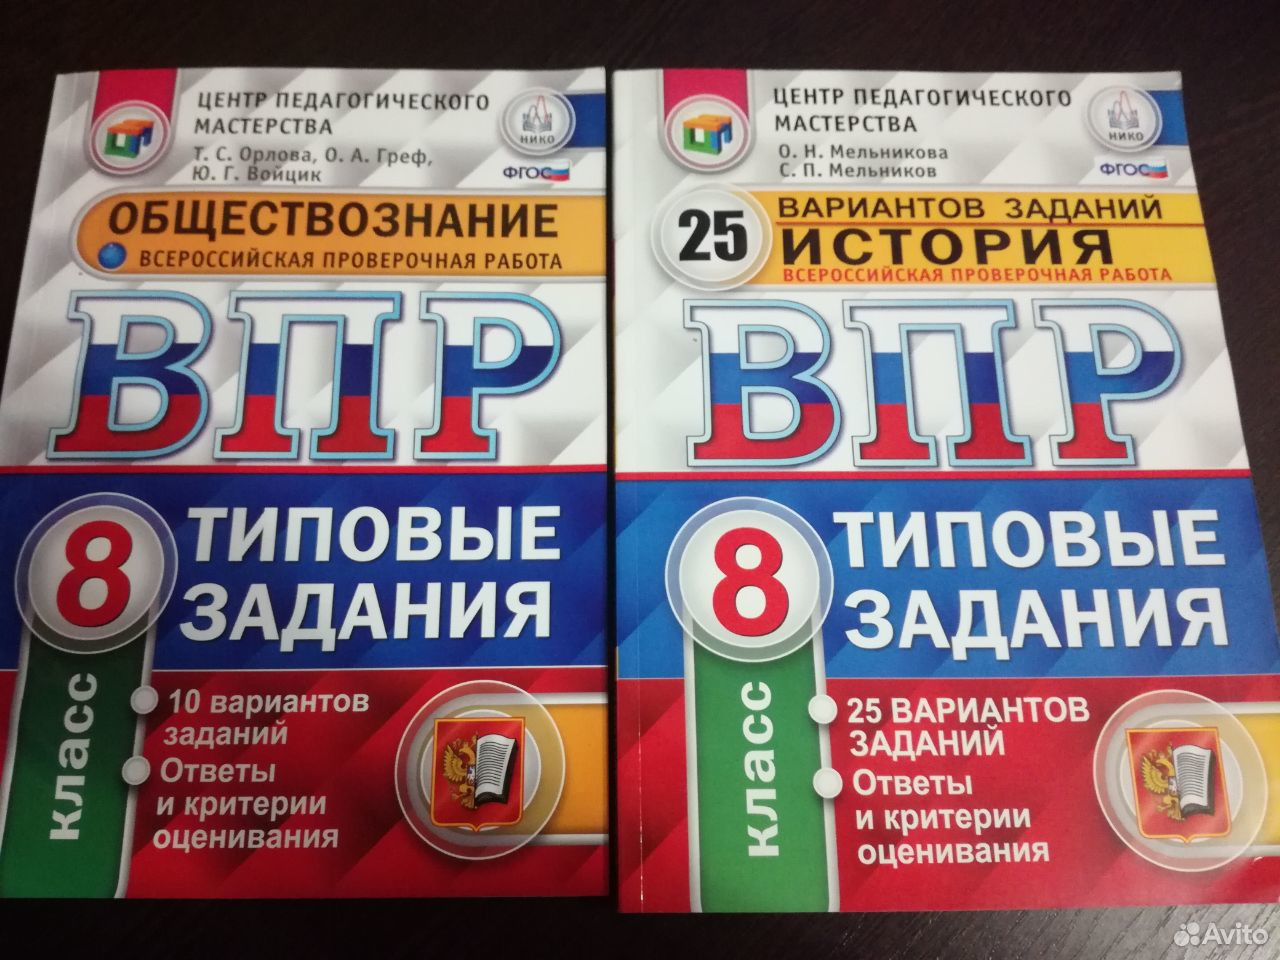 ЦЕНТР ПЕДАГОГИЧЕСКОГО
МАСТЕРСТВА
Т. С. Орлова, О. А. Греф,
Ю. Г. Войцик
НИКО
ФГОС
ОБЩЕСТВОЗНАНИЕ
ВСЕРОССИЙСКАЯ ПРОВЕРОЧНАЯ РАБОТА
ВПР
8
класс
ТИПОВЫЕ
ЗАДАНИЯ
10 вариантов
заданий
Ответы
и критерии
оценивания
ЦЕНТР ПЕДАГОГИЧЕСКОГО
МАСТЕРСТВА
О. Н. Мельникова
С. П. Мельников
НИКО
ФГОС
25
ВАРИАНТОВ ЗАДАНИЙ
ИСТОРИЯ
ВСЕРОССИЙСКАЯ ПРОВЕРОЧНАЯ РАБОТА
ВПР
8
класс
ТИПОВЫЕ
ЗАДАНИЯ
25 ВАРИАНТОВ
ЗАДАНИЙ
Ответы
и критерии
оценивания
Avito